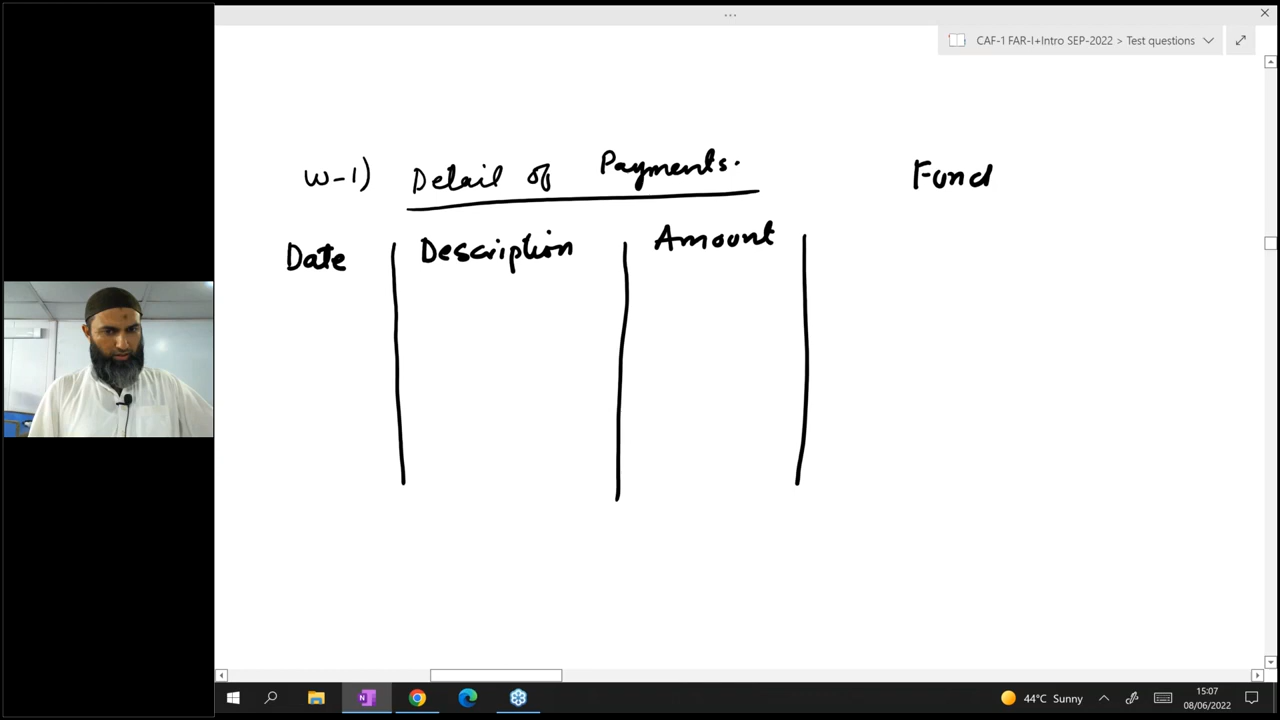 CAF-1 FAR-I+Intro SEP-2022 > Test questions
W-1) Detail of Payments. Fund
Date Description Amount
44°C Sunny
15:07
08/06/2022